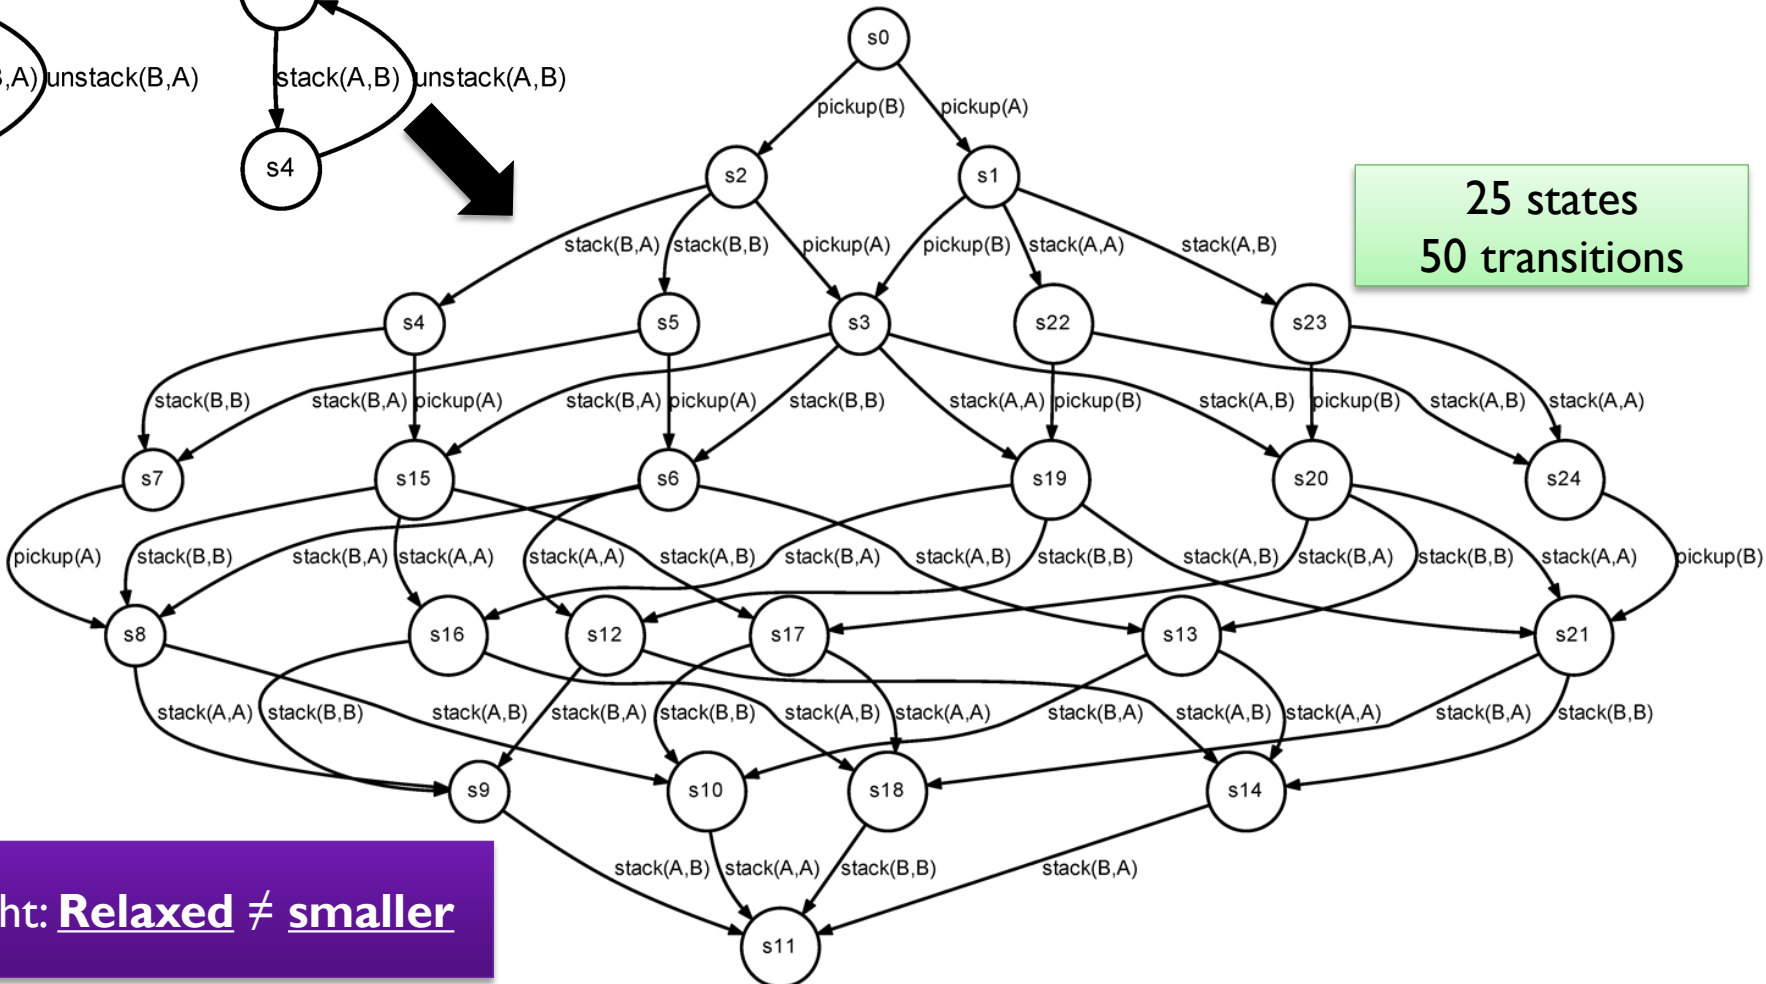 B,A)
unstack(B,A)
stack(A,B)
unstack(A,B)
s4
s0
pickup(B)
pickup(A)
s2
s1
25 states
50 transitions
stack(B,A)
stack(B,B)
pickup(A)
pickup(B)
stack(A,A)
stack(A,B)
s4
s5
s3
s22
s23
stack(B,B)
stack(B,A)
pickup(A)
stack(B,A)
pickup(A)
stack(B,B)
stack(A,A)
pickup(B)
stack(A,B)
pickup(B)
stack(A,B)
stack(A,A)
s7
s15
s6
s19
s20
s24
pickup(A)
stack(B,B)
stack(B,A)
stack(A,A)
stack(A,A)
stack(A,B)
stack(B,A)
stack(A,B)
stack(B,B)
stack(A,B)
stack(B,A)
stack(B,B)
stack(A,A)
pickup(B)
s8
s16
s12
s17
s13
s21
stack(A,A)
stack(B,B)
stack(A,B)
stack(B,A)
stack(B,B)
stack(A,B)
stack(A,A)
stack(B,A)
stack(A,B)
stack(A,A)
stack(B,A)
stack(B,B)
s9
s10
s18
s14
stack(A,B)
stack(A,A)
stack(B,B)
stack(B,A)
ht: Relaxed ≠ smaller
s11